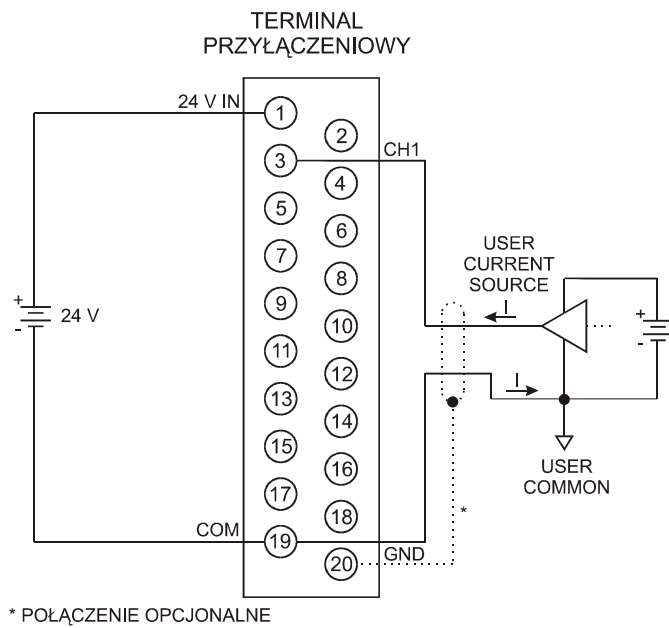 TERMINAL
PRZYŁĄCZENIOWY
24 V IN
1
2
3
CH1
4
5
6
7
8
9
10
11
12
13
14
15
16
17
18
19
20
COM
GND
+
24 V
-
USER
CURRENT
SOURCE
I
I
+
-
USER
COMMON
*
* POŁĄCZENIE OPCJONALNE